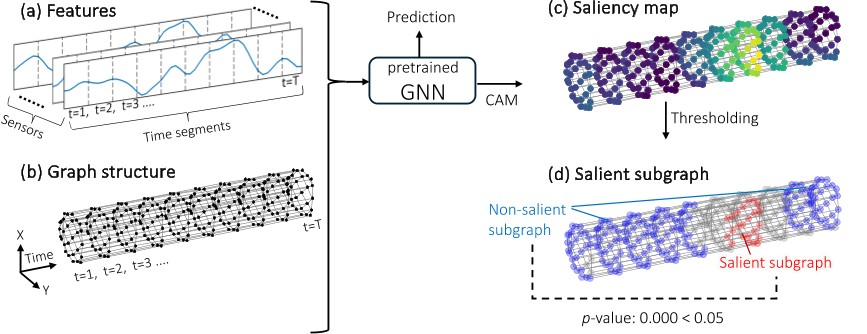 (a) Features
t=T
t=1, t=2, t=3 ....
Sensors
Time segments
(b) Graph structure
t=T
X
Time
Y
t=1, t=2, t=3 ....
Prediction
pretrained
GNN
CAM
(c) Saliency map
Thresholding
(d) Salient subgraph
Non-salient
subgraph
Salient subgraph
p-value: 0.000 < 0.05